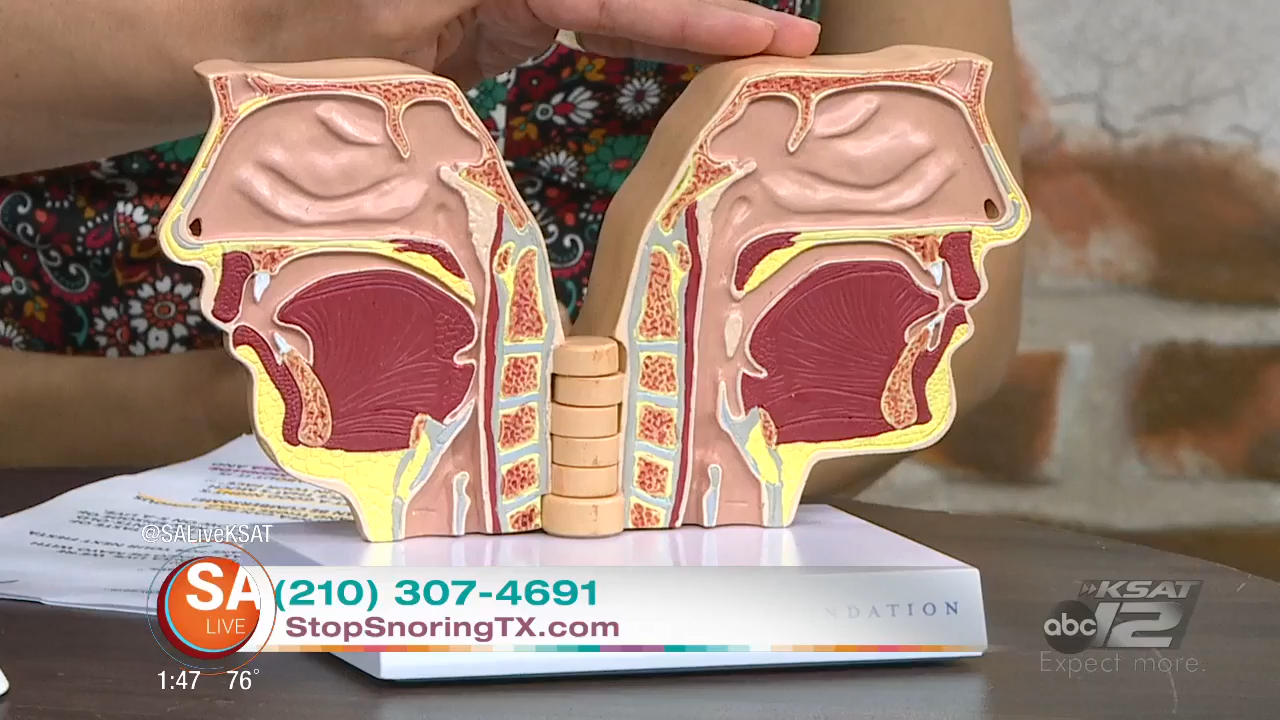 @SALiveKSAT
SA
LIVE
(210) 307-4691
StopSnoringTX.com
1:47 76°
NDATION
KSAT
abc 12
Expect more.